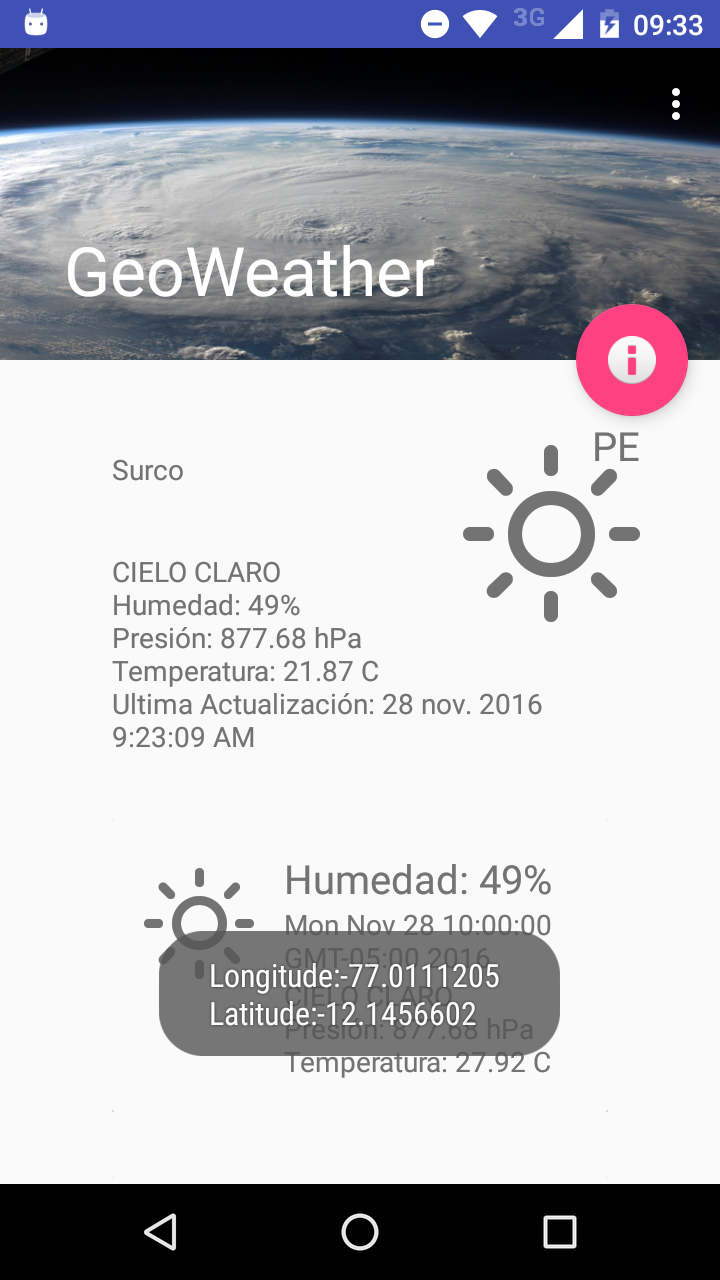 3G 09:33
GeoWeather
PE
Surco
CIELO CLARO
Humedad: 49%
Presión: 877.68 hPa
Temperatura: 21.87 C
Ultima Actualización: 28 nov. 2016
9:23:09 AM
Humedad: 49%
Mon Nov 28 10:00:00
GMT-05:00 2016
CIELO CLARO
Presión: 877.68 hPa
Temperatura: 27.92 C
Longitude:-77.0111205
Latitude:-12.1456602